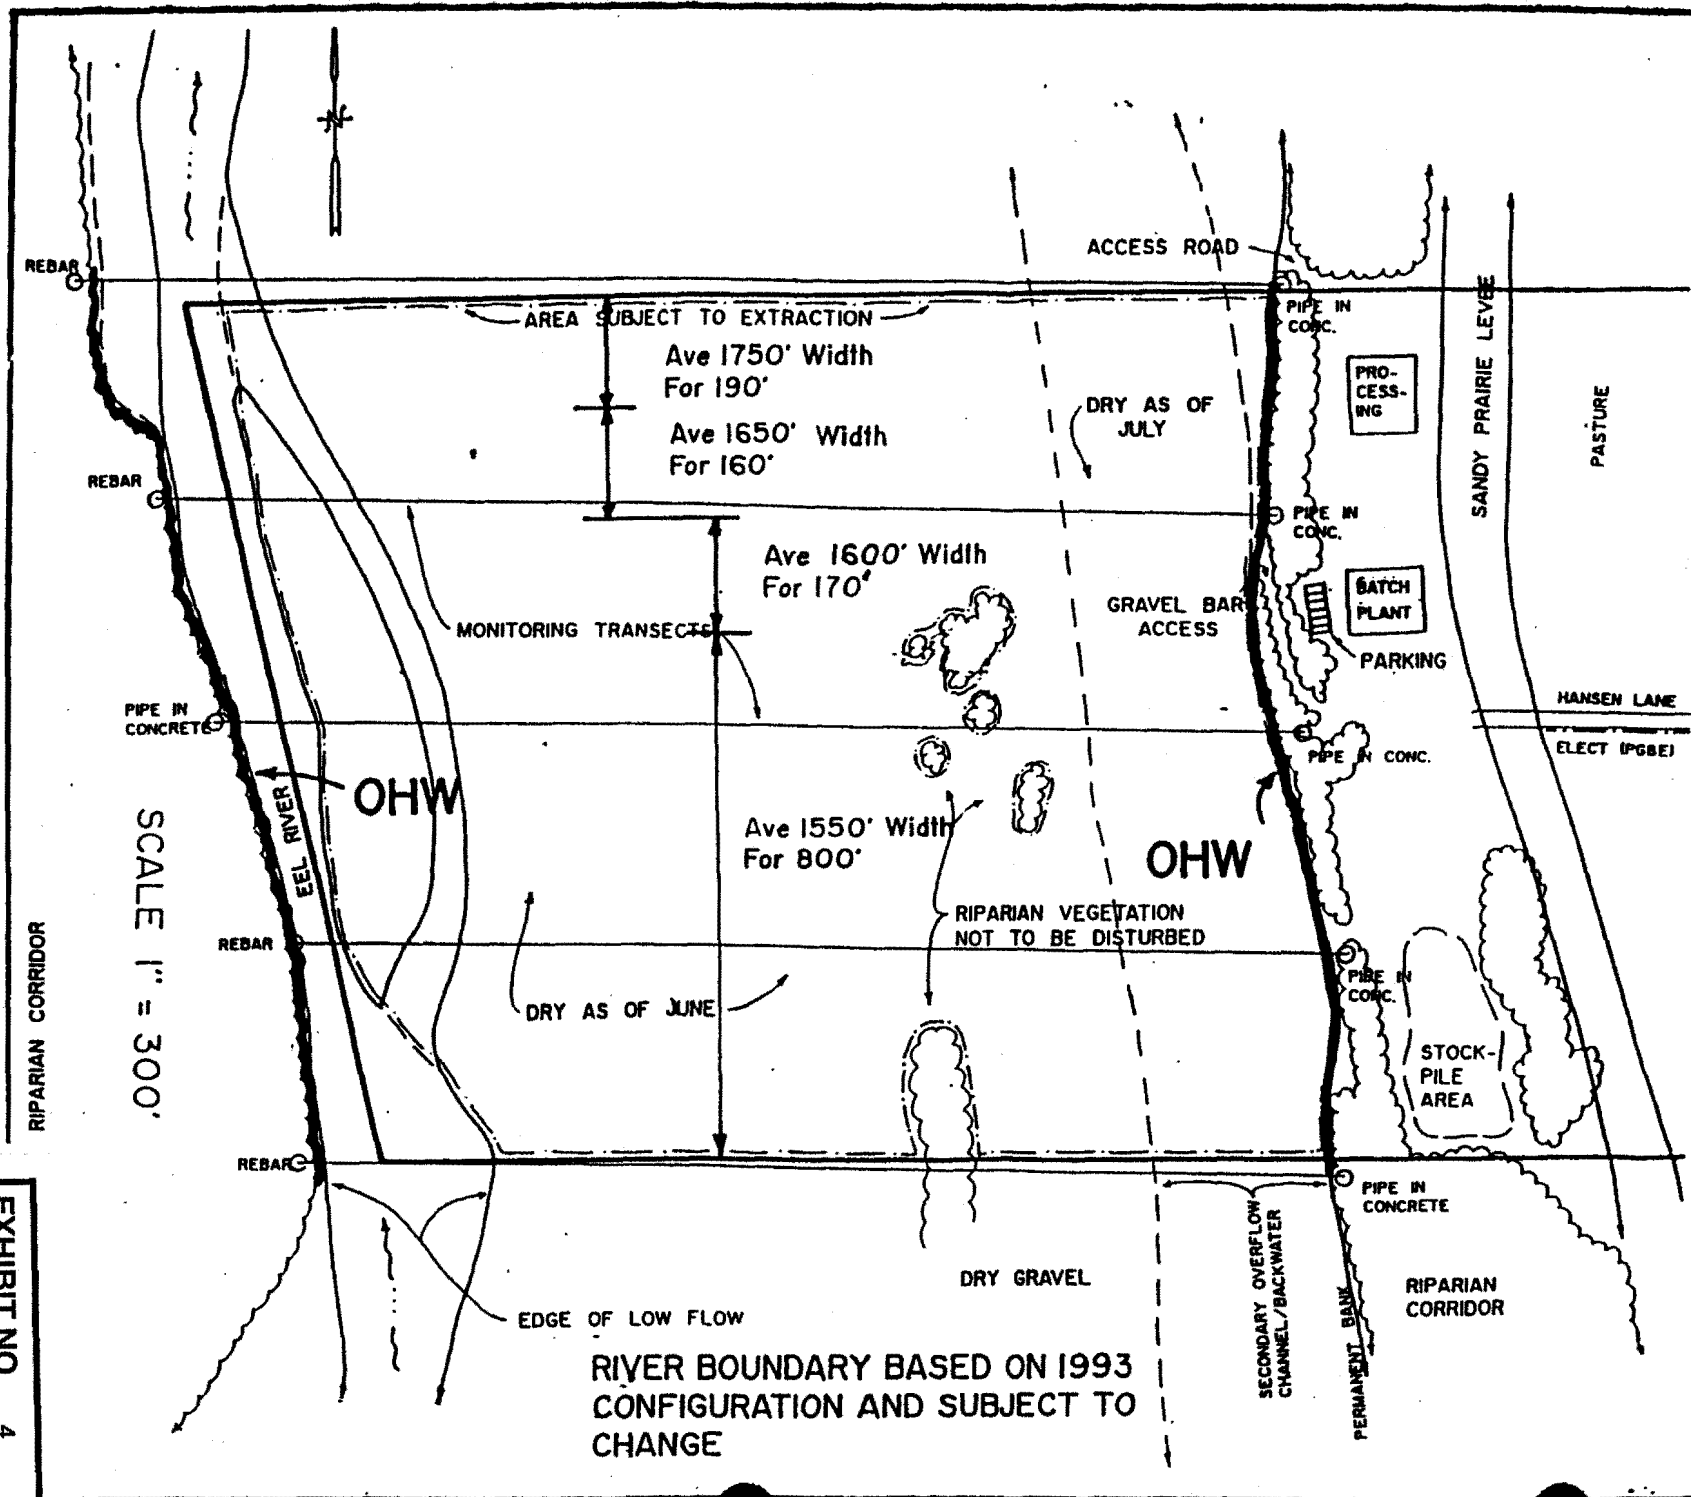 N
ACCESS ROAD
REBAR
PIPE IN
CONC.
AREA SUBJECT TO EXTRACTION
Ave 1750' Width
For 190'
PRO-
CESS-
ING
SANDY PRAIRIE LEVEE
PASTURE
DRY AS OF
JULY
Ave 1650' Width
For 160'
REBAR
PIPE IN
CONC.
Ave 1600' Width
For 170'
BATCH
PLANT
GRAVEL BAR
ACCESS
MONITORING TRANSECTS
PARKING
HANSEN LANE
PIPE IN
CONCRETE
ELECT (PG&E)
PIPE IN CONC.
OHW
EEL RIVER
SCALE 1" = 300'
Ave 1550' Width
For 800'
OHW
RIPARIAN VEGETATION
NOT TO BE DISTURBED
REBAR
PIPE IN
CONC.
RIPARIAN CORRIDOR
DRY AS OF JUNE
STOCK-
PILE
AREA
REBAR
PIPE IN
CONCRETE
EXHIBIT NO. 4
SECONDARY OVERFLOW
CHANNEL/BACKWATER
PERMANENT BANK
DRY GRAVEL
RIPARIAN
CORRIDOR
EDGE OF LOW FLOW
RIVER BOUNDARY BASED ON 1993
CONFIGURATION AND SUBJECT TO
CHANGE